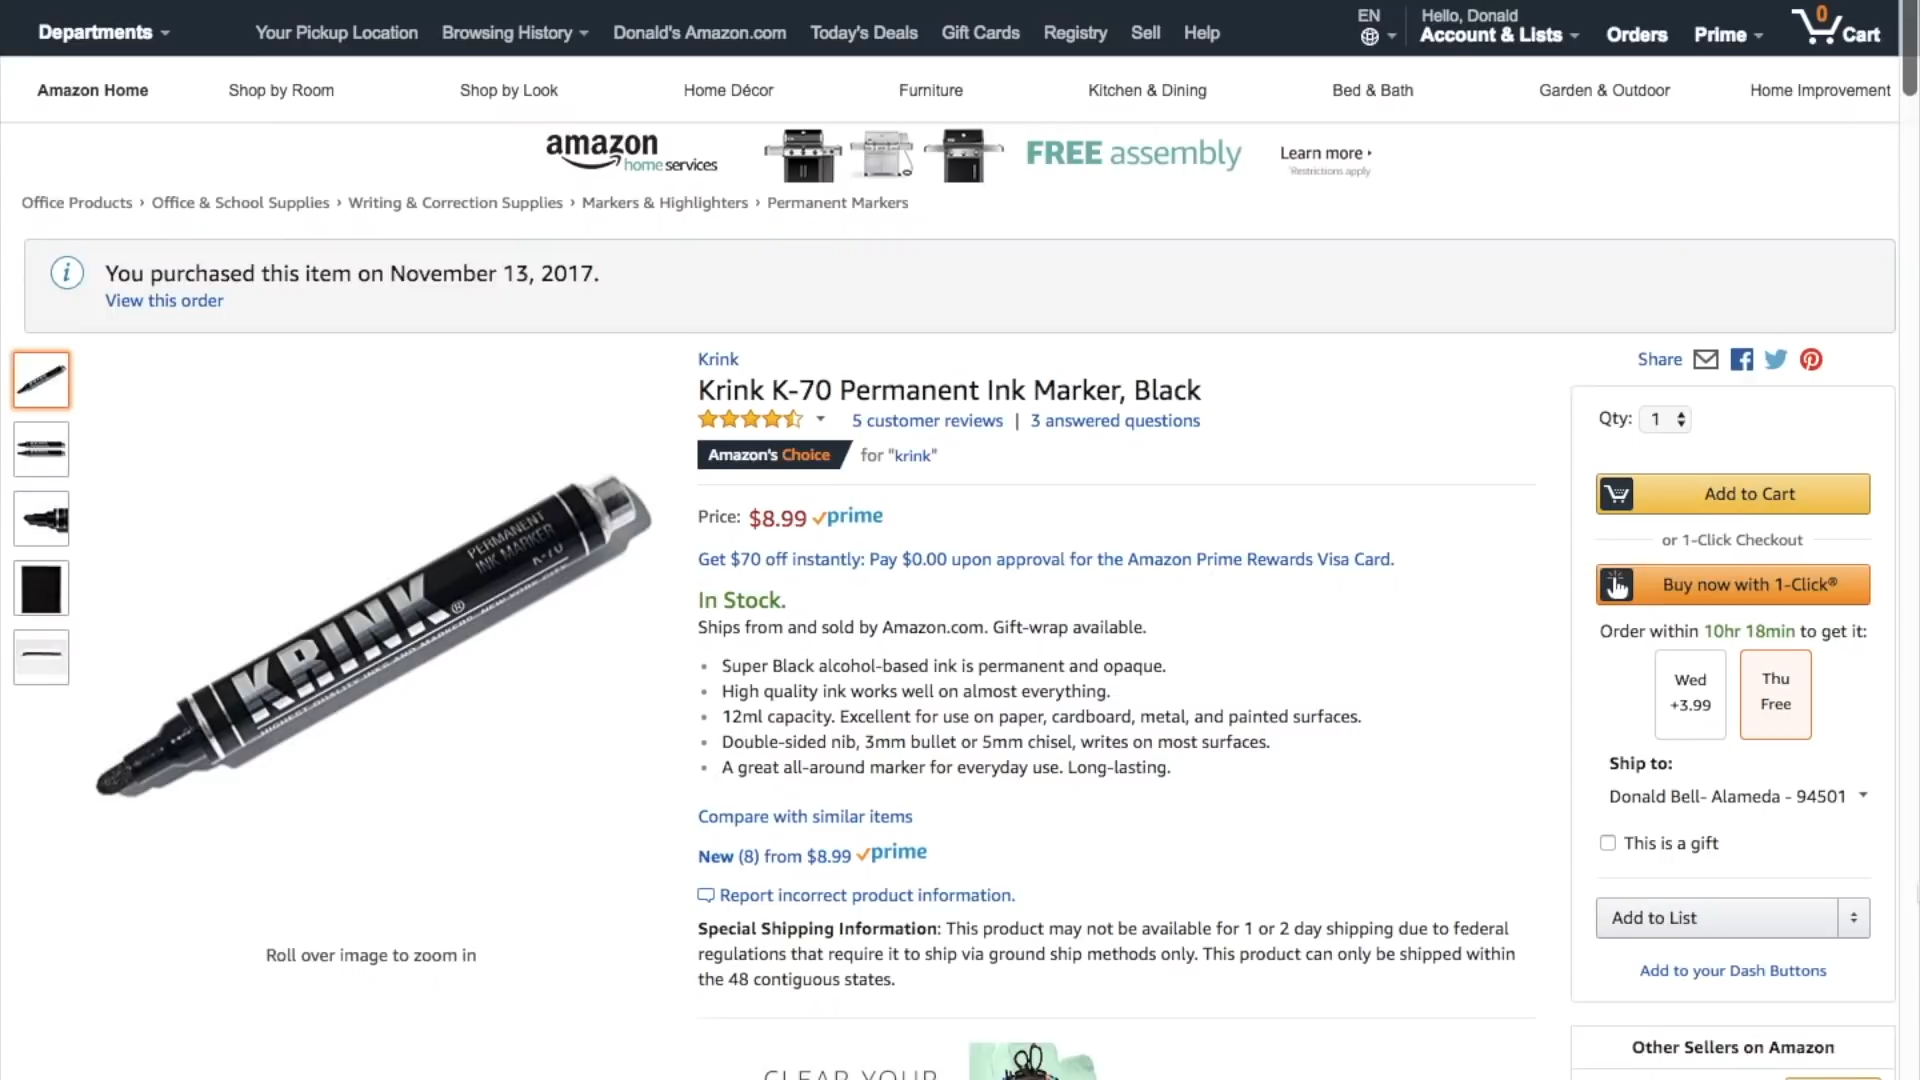 Departments
Your Pickup Location
Browsing History
Donald's Amazon.com
Today's Deals
Gift Cards
Registry
Sell
Help
EN
Hello, Donald
Account & Lists
Orders
Prime
0
Cart
Amazon Home
Shop by Room
Shop by Look
Home Décor
Furniture
Kitchen & Dining
Bed & Bath
Garden & Outdoor
Home Improvement
amazon
home services
FREE assembly
Learn more
*Restrictions apply
Office Products › Office & School Supplies › Writing & Correction Supplies › Markers & Highlighters › Permanent Markers
i
You purchased this item on November 13, 2017.
View this order
KRINK®
PERMANENT
INK MARKER
K-70
HIGHEST QUALITY INKS AND MARKERS, NEW YORK CITY
Roll over image to zoom in
Krink
Krink K-70 Permanent Ink Marker, Black
5 customer reviews | 3 answered questions
Amazon's Choice for "krink"
Price: $8.99 prime
Get $70 off instantly: Pay $0.00 upon approval for the Amazon Prime Rewards Visa Card.
In Stock.
Ships from and sold by Amazon.com. Gift-wrap available.
Super Black alcohol-based ink is permanent and opaque.
High quality ink works well on almost everything.
12ml capacity. Excellent for use on paper, cardboard, metal, and painted surfaces.
Double-sided nib, 3mm bullet or 5mm chisel, writes on most surfaces.
A great all-around marker for everyday use. Long-lasting.
Compare with similar items
New (8) from $8.99 prime
Report incorrect product information.
Special Shipping Information: This product may not be available for 1 or 2 day shipping due to federal
regulations that require it to ship via ground ship methods only. This product can only be shipped within
the 48 contiguous states.
CLEAR YOUR
Share
Qty: 1
Add to Cart
or 1-Click Checkout
Buy now with 1-Click®
Order within 10hr 18min to get it:
Wed
+3.99
Thu
Free
Ship to:
Donald Bell- Alameda - 94501
This is a gift
Add to List
Add to your Dash Buttons
Other Sellers on Amazon